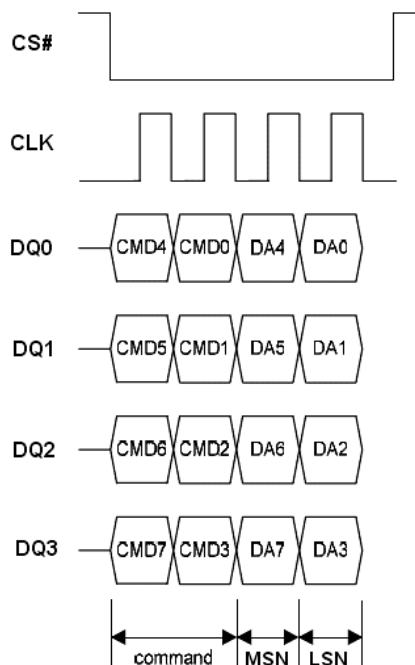 CS#
CLK
DQ0 CMD4 CMD0 DA4 DA0
DQ1 CMD5 CMD1 DA5 DA1
DQ2 CMD6 CMD2 DA6 DA2
DQ3 CMD7 CMD3 DA7 DA3
command MSN LSN